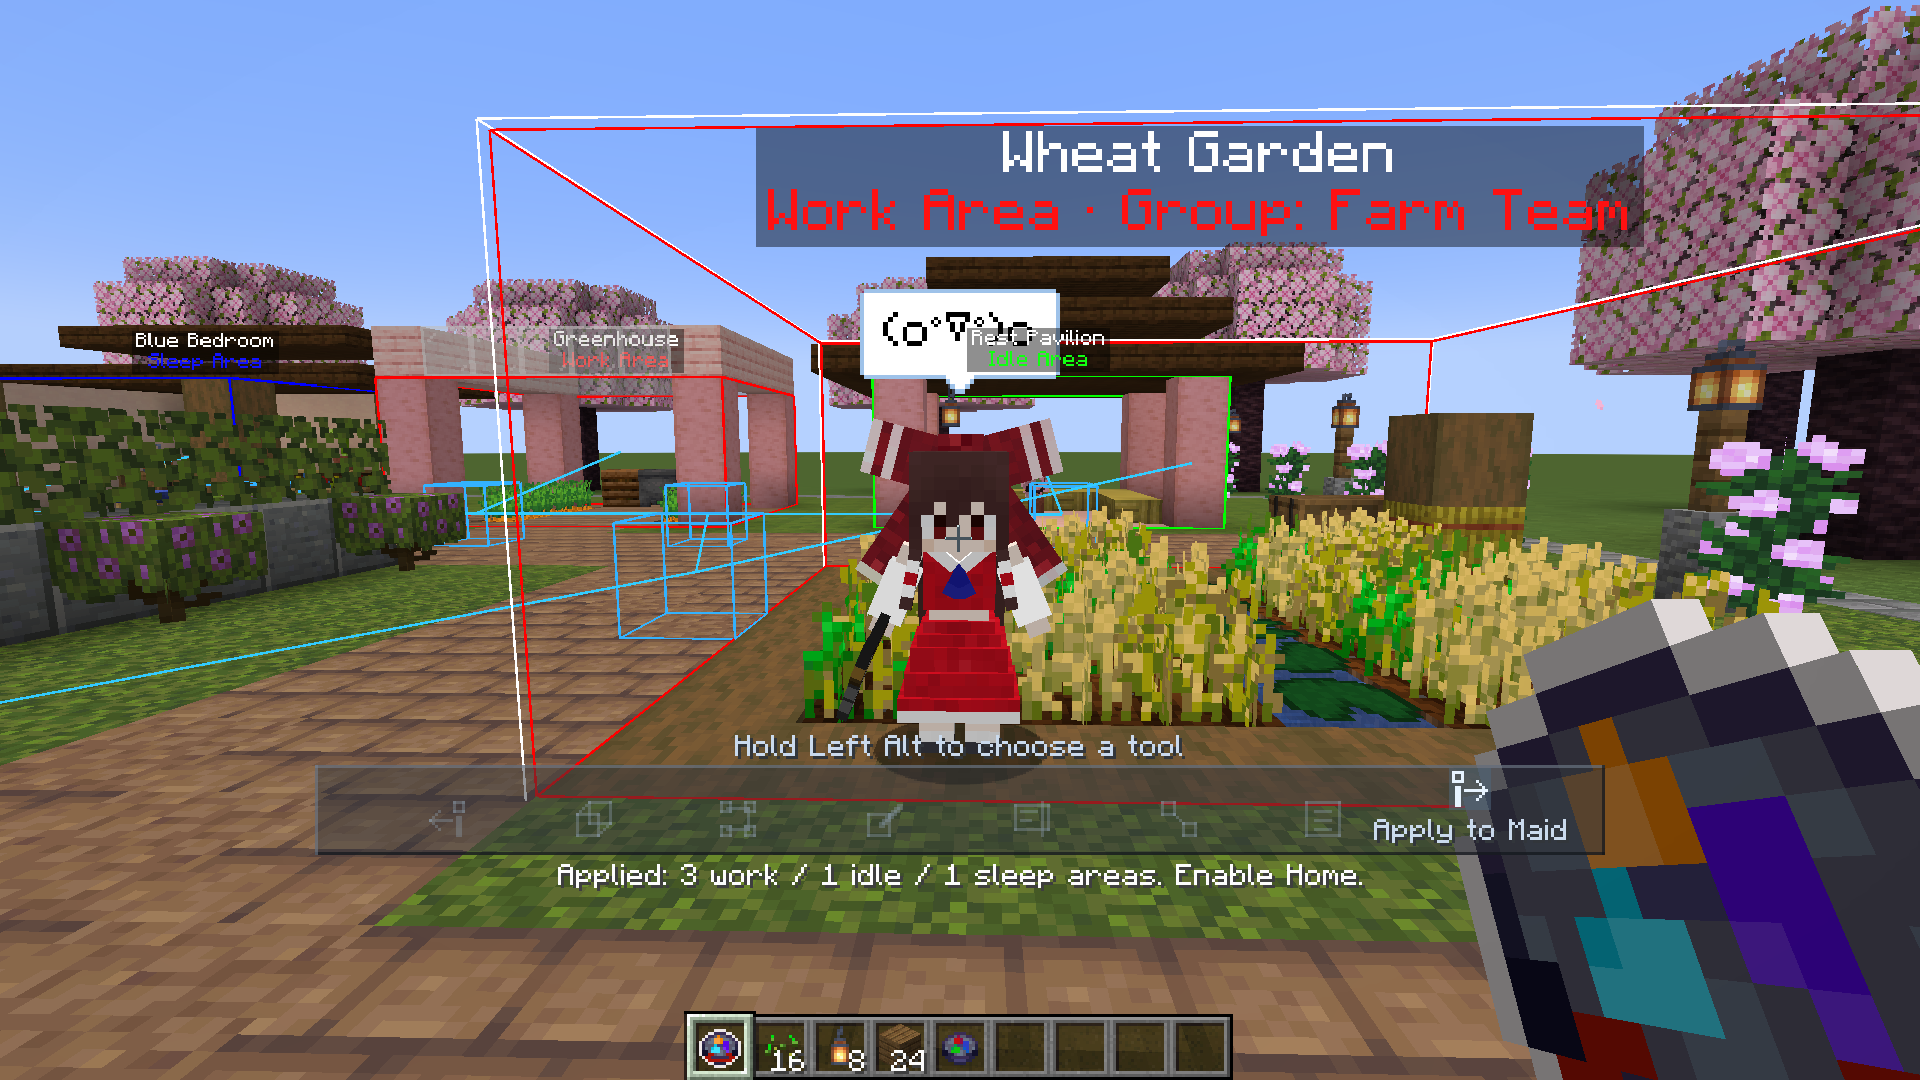 Wheat Garden
Work Area · Group: Farm Team
Blue Bedroom
Sleep Area
Greenhouse
Work Area
(o°∇°)o
Rest Pavilion
Idle Area
Hold Left Alt to choose a tool
Apply to Maid
Applied: 3 work / 1 idle / 1 sleep areas. Enable Home.
16
8
24